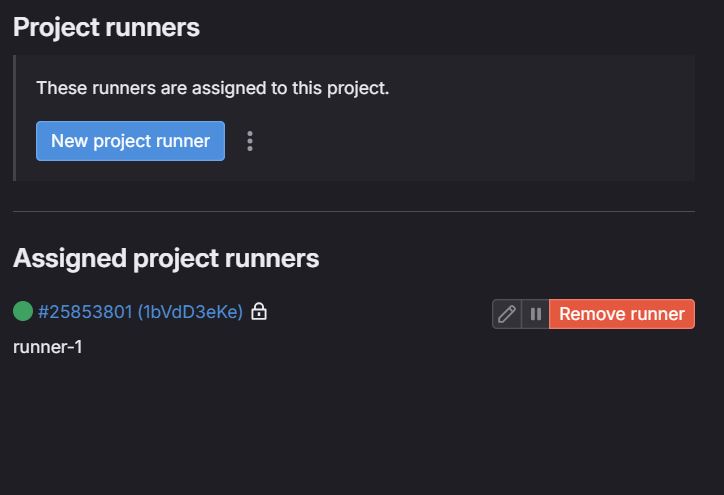 Project runners
These runners are assigned to this project.
New project runner
Assigned project runners
#25853801 (1bVdD3eKe)
Remove runner
runner-1